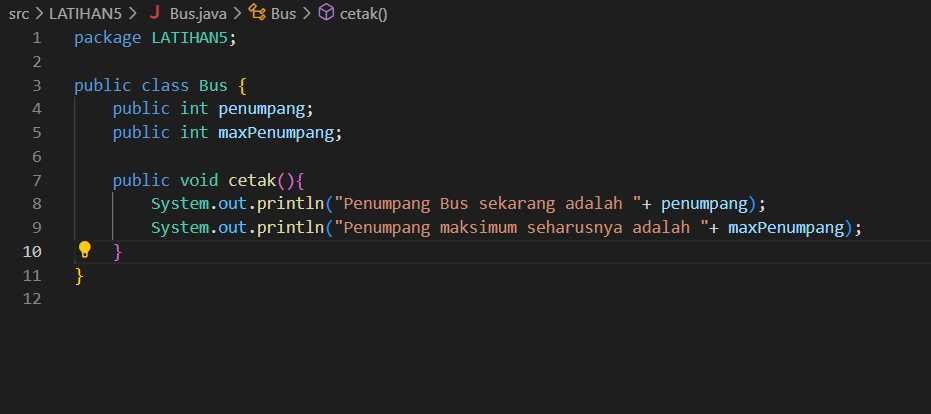 src > LATIHAN5 > J Bus.java > Bus > cetak()
1 package LATIHAN5;
2
3 public class Bus {
4 public int penumpang;
5 public int maxPenumpang;
6
7 public void cetak(){
8 System.out.println("Penumpang Bus sekarang adalah "+ penumpang);
9 System.out.println("Penumpang maksimum seharusnya adalah "+ maxPenumpang);
10 }
11 }
12